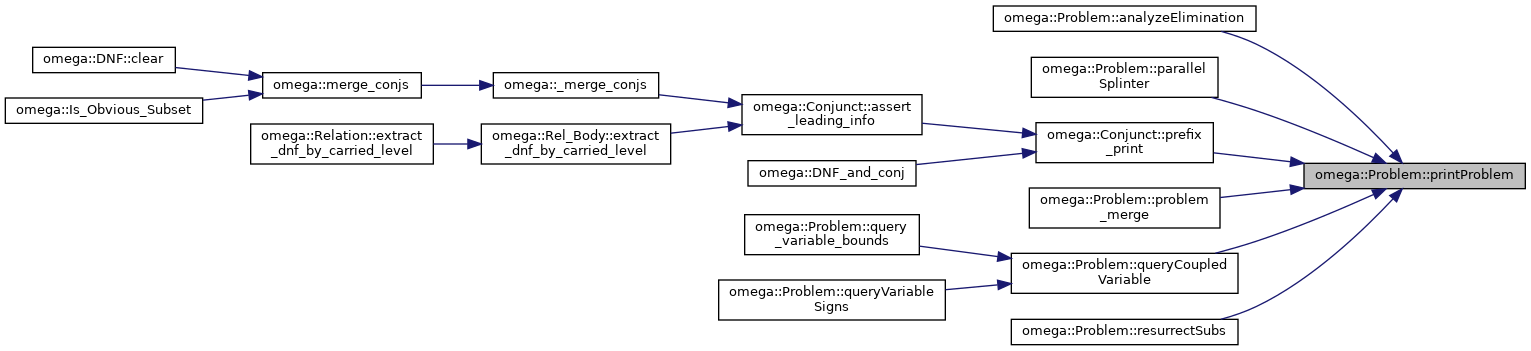 omega::DNF::clear
omega::Is_Obvious_Subset
omega::merge_conjs
omega::Relation::extract
_dnf_by_carried_level
omega::_merge_conjs
omega::Rel_Body::extract
_dnf_by_carried_level
omega::Conjunct::assert
_leading_info
omega::DNF_and_conj
omega::Problem::query
_variable_bounds
omega::Problem::queryVariable
Signs
omega::Problem::analyzeElimination
omega::Problem::parallel
Splinter
omega::Conjunct::prefix
_print
omega::Problem::problem
_merge
omega::Problem::queryCoupled
Variable
omega::Problem::resurrectSubs
omega::Problem::printProblem